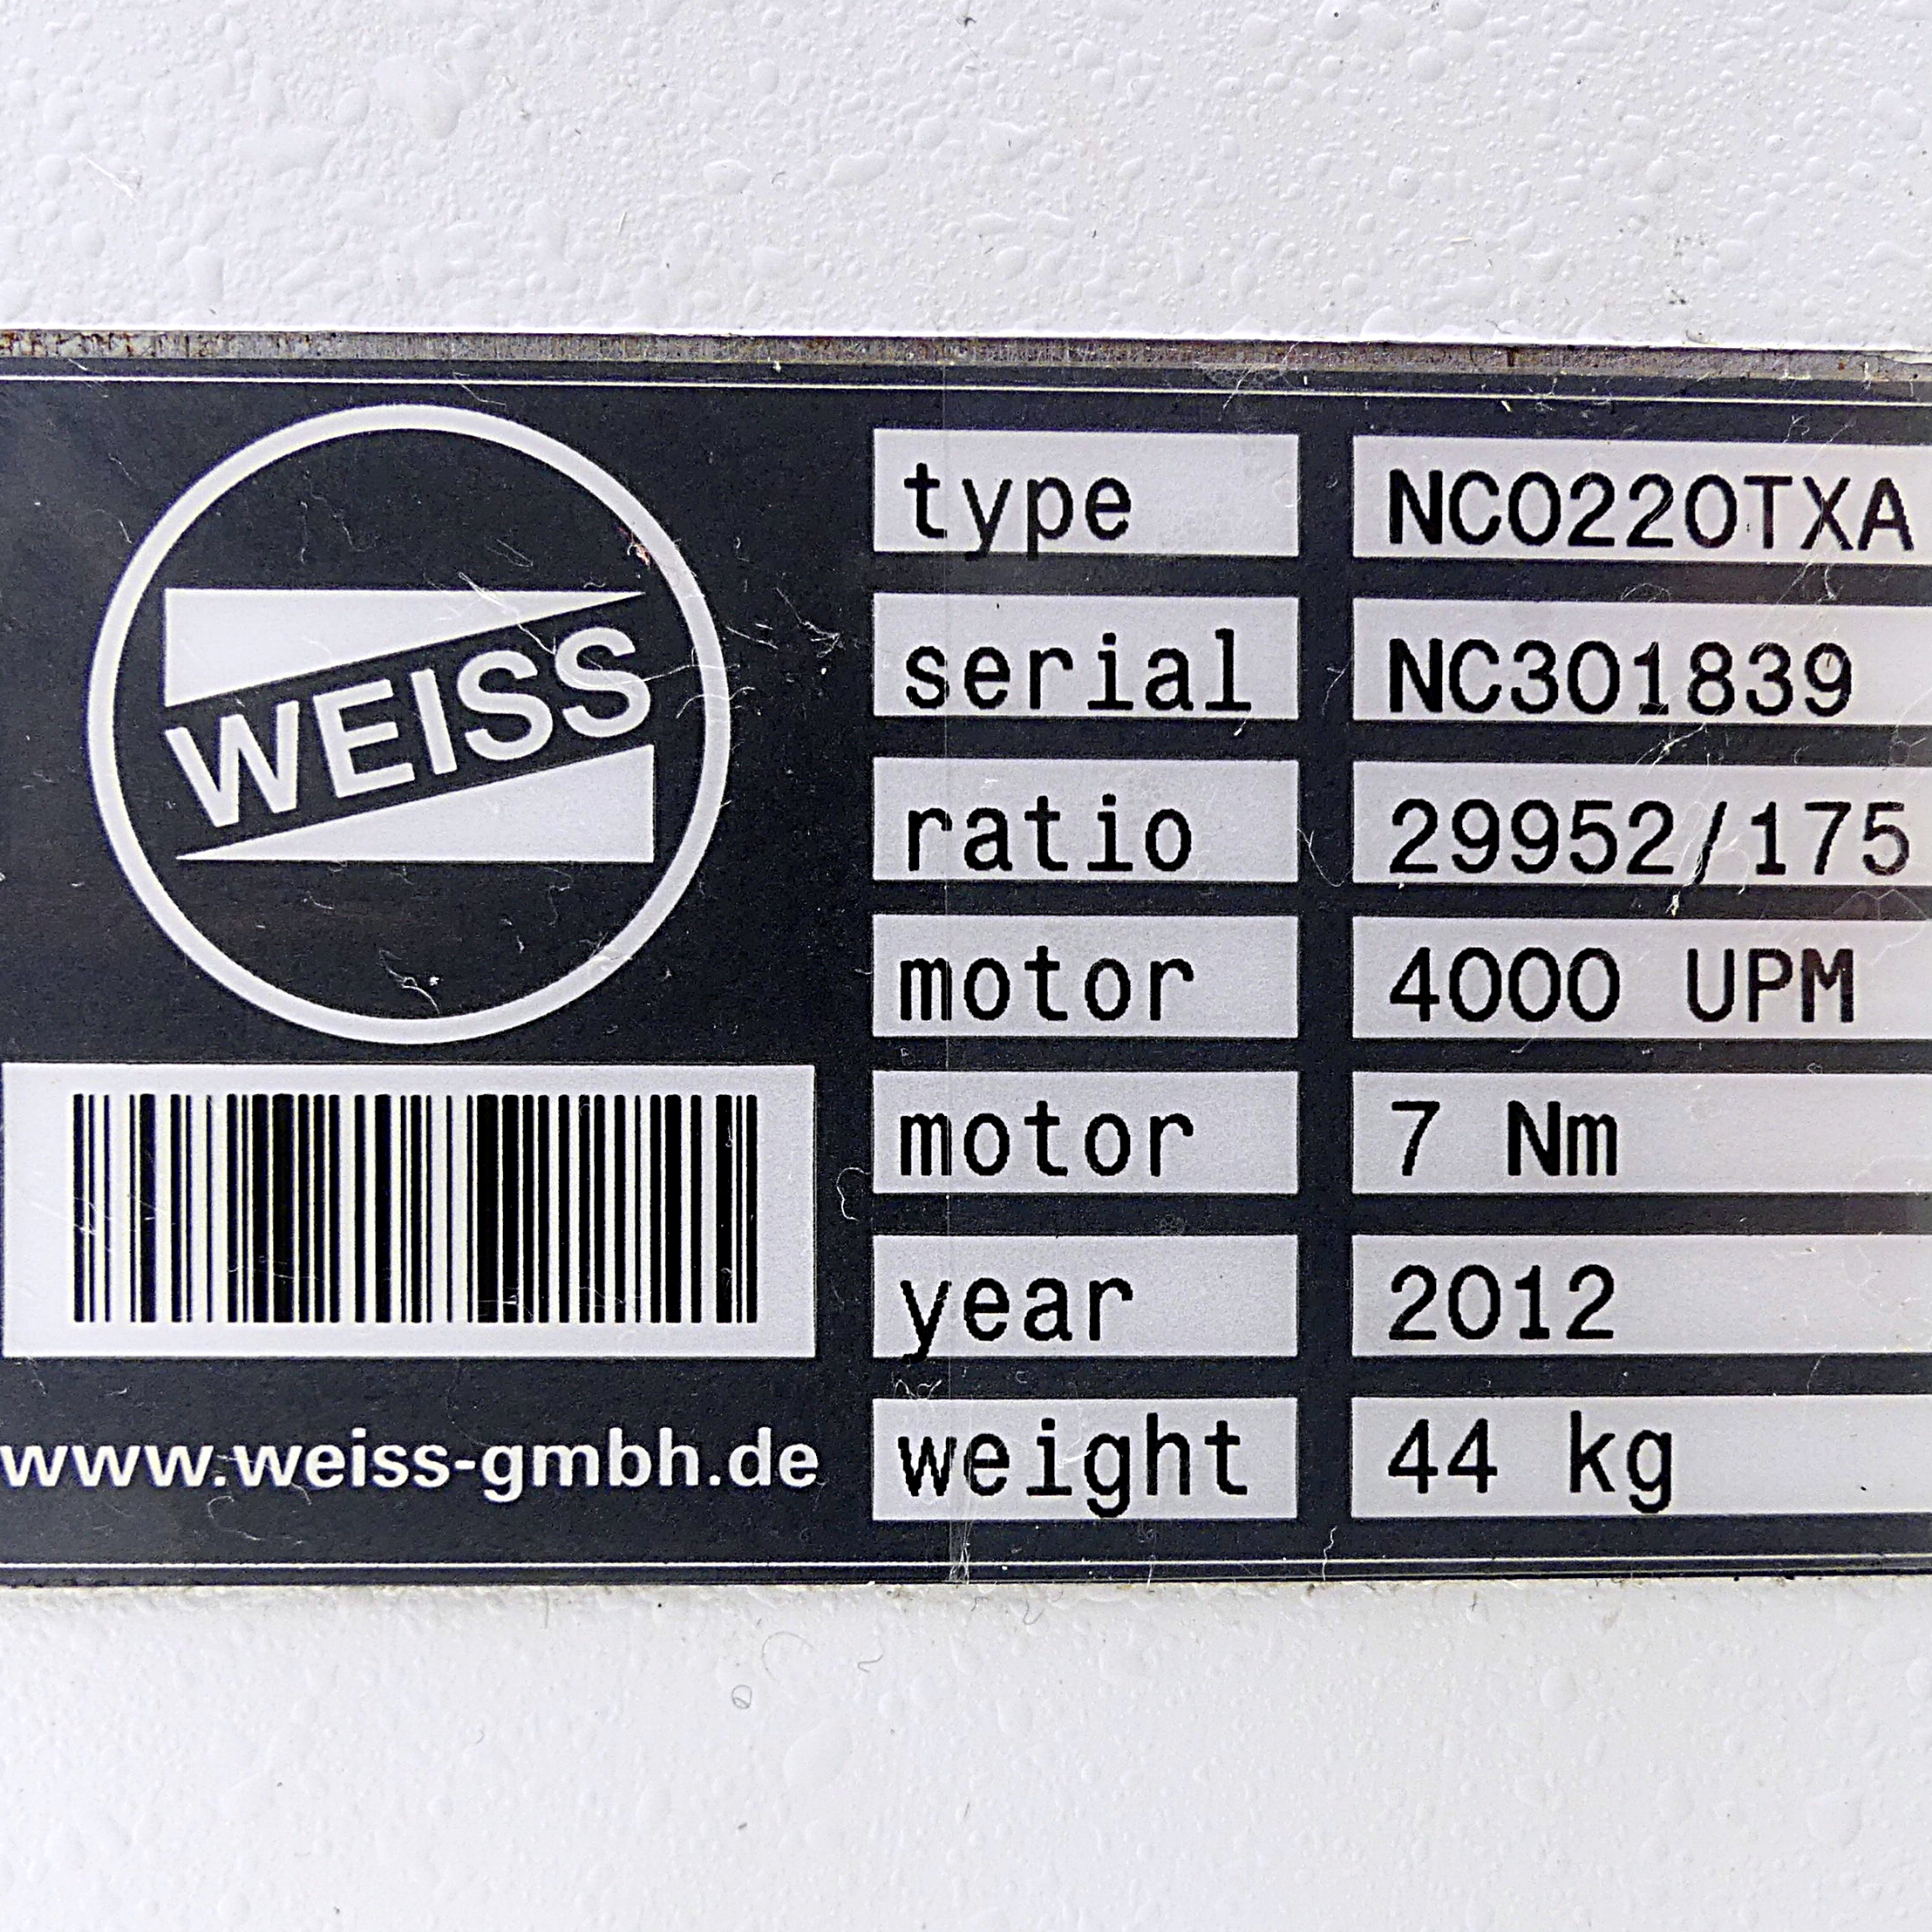 WEISS
www.weiss-gmbh.de
type NC0220TXA
serial NC301839
ratio 29952/175
motor 4000 UPM
motor 7 Nm
year 2012
weight 44 kg